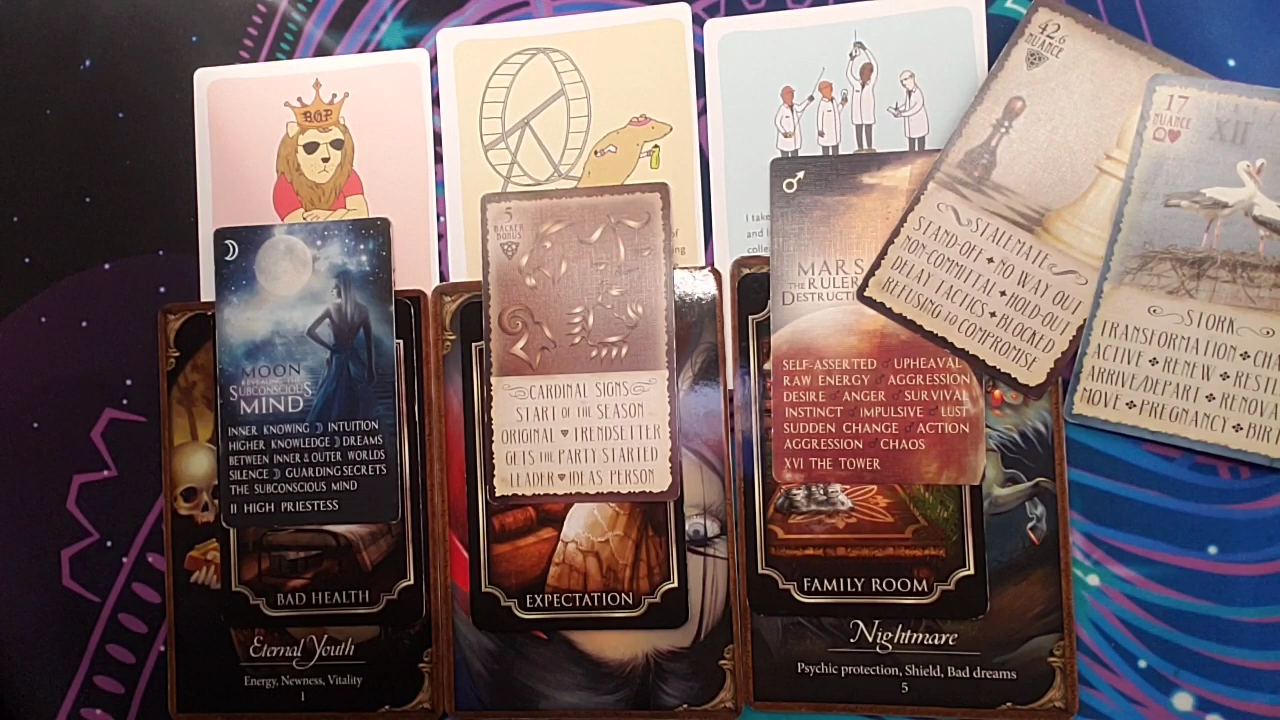 B.O.P.
MOON
SUBCONSCIOUS
MIND
INNER KNOWING ☽ INTUITION
HIGHER KNOWLEDGE ☽ DREAMS
BETWEEN INNER & OUTER WORLDS
SILENCE ☽ GUARDING SECRETS
THE SUBCONSCIOUS MIND
II HIGH PRIESTESS
BAD HEALTH
Eternal Youth
Energy, Newness, Vitality
1
of
5
BACKER
BONUS
CARDINAL SIGNS
START OF THE SEASON
ORIGINAL ♥ TRENDSETTER
GETS THE PARTY STARTED
LEADER ♥ IDEAS PERSON
EXPECTATION
I take
and I
colle
♂
MARS
THE RULER
DESTRUCTI
SELF-ASSERTED ♂ UPHEAVAL
RAW ENERGY ♂ AGGRESSION
DESIRE ♂ ANGER ♂ SURVIVAL
INSTINCT ♂ IMPULSIVE ♂ LUST
SUDDEN CHANGE ♂ ACTION
AGGRESSION ♂ CHAOS
XVI THE TOWER
FAMILY ROOM
Nightmare
Psychic protection, Shield, Bad dreams
5
42.6
NUANCE
STALEMATE
STAND-OFF ✦ NO WAY OUT
NON-COMMITTAL ✦ HOLD-OUT
DELAY TACTICS ✦ BLOCKED
REFUSING TO COMPROMISE
17
NUANCE
Q♥
XII
STORK
TRANSFORMATION ❖ CHA
ACTIVE ❖ RENEW ❖ RESTL
ARRIVE/DEPART ❖ RENOVA
MOVE ❖ PREGNANCY ❖ BIRT